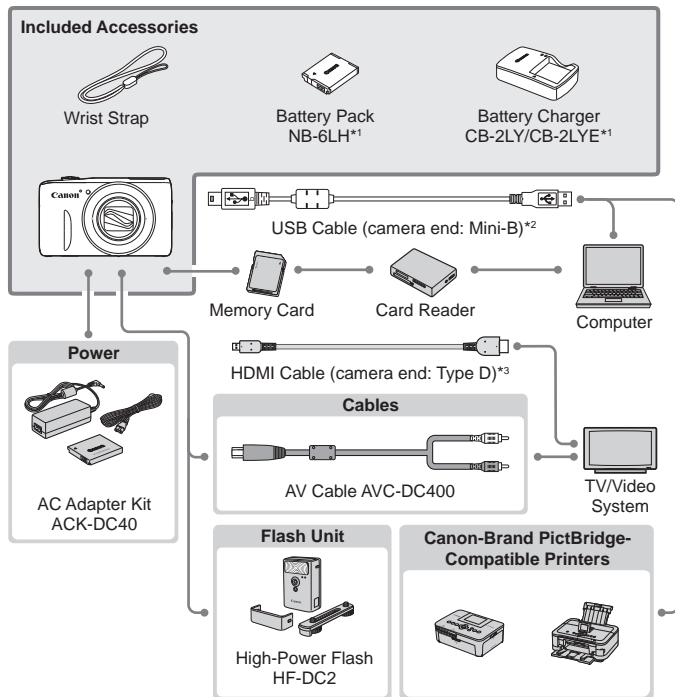 Included Accessories
Wrist Strap
Canon
Battery Pack
NB-6LH*1
Canon
Battery Charger
CB-2LY/CB-2LYE*1
Canon
USB Cable (camera end: Mini-B)*2
Memory Card
Card Reader
Computer
HDMI Cable (camera end: Type D)*3
Power
AC Adapter Kit
ACK-DC40
Cables
AV Cable AVC-DC400
TV/Video
System
Flash Unit
Canon
High-Power Flash
HF-DC2
Canon-Brand PictBridge-
Compatible Printers